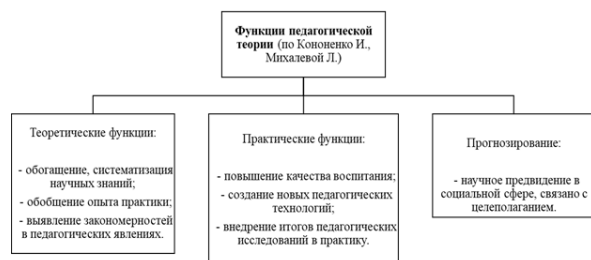 Функции педагогической
теории (по Кононенко И.,
Михалевой Л.)
Теоретические функции:
- обогащение, систематизация
научных знаний;
- обобщение опыта практики;
- выявление закономерностей
в педагогических явлениях.
Практические функции:
- повышение качества воспитания;
- создание новых педагогических
технологий;
- внедрение итогов педагогических
исследований в практику.
Прогнозирование:
- научное предвидение в
социальной сфере, связано с
целеполаганием.